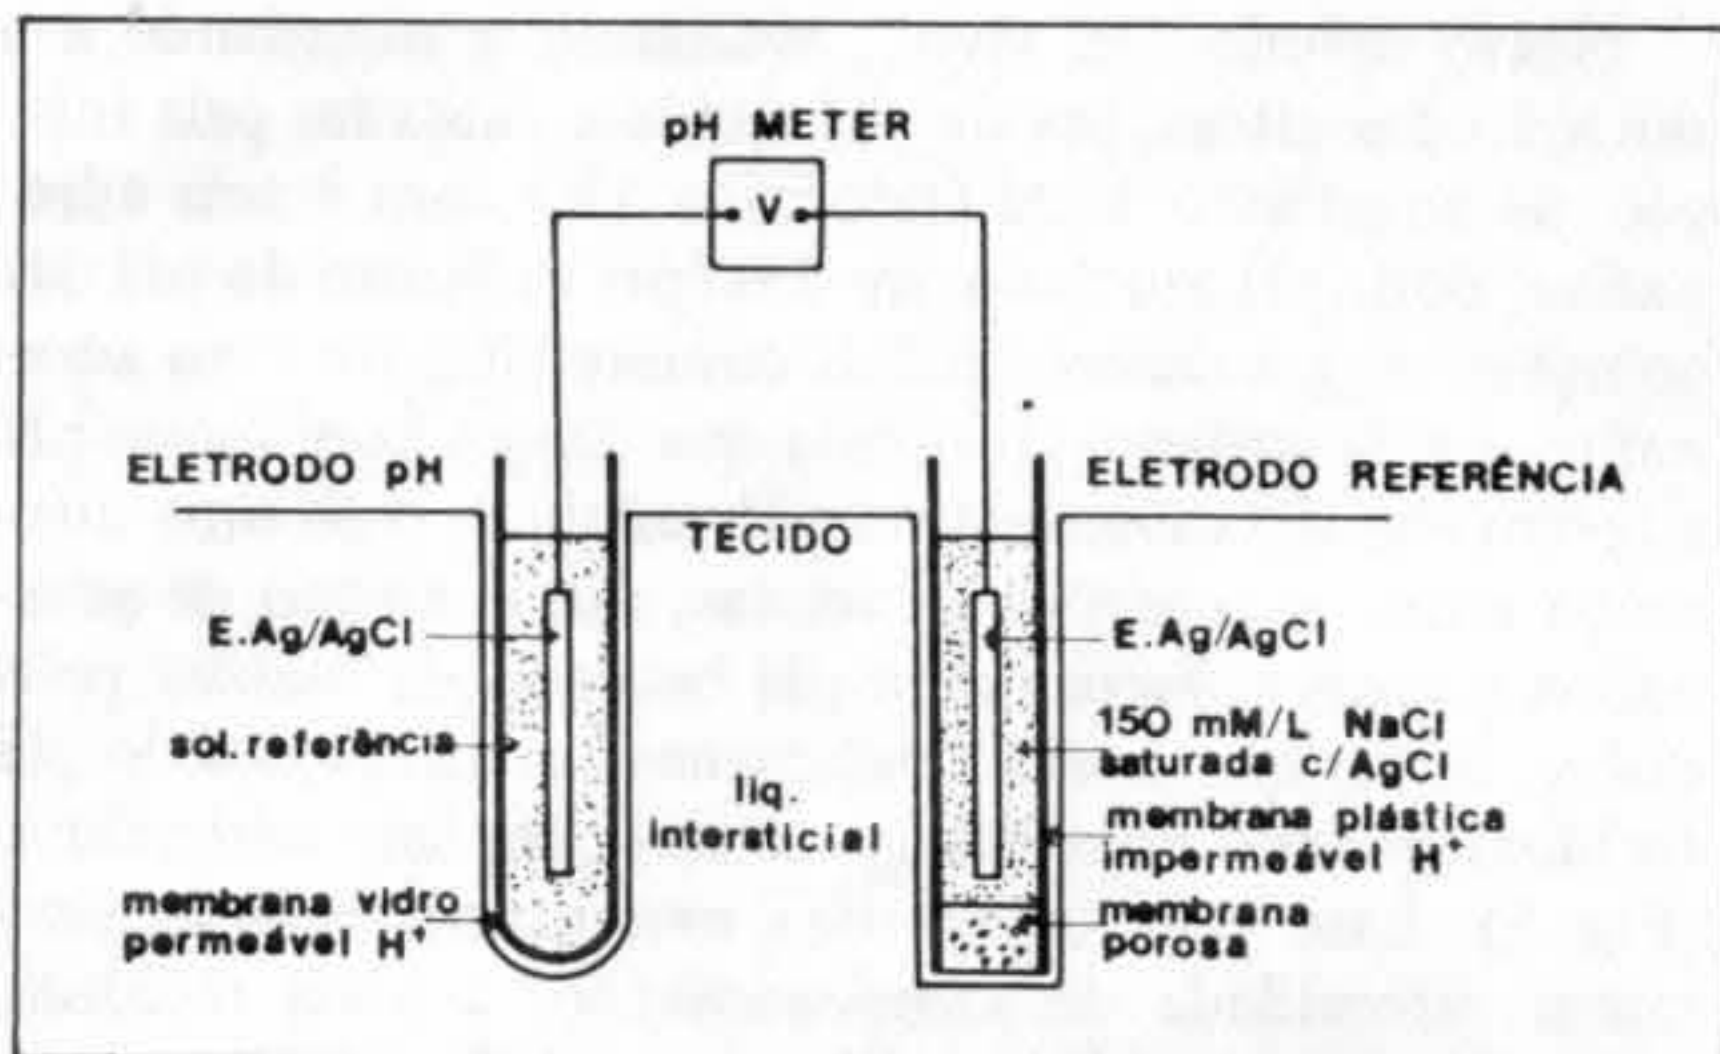 pH METER
V
ELETRODO pH
ELETRODO REFERÊNCIA
TECIDO
E.Ag/AgCl
E.Ag/AgCl
sol.referência
150 mM/L NaCl
saturada c/AgCl
liq.
intersticial
membrana plástica
impermeável H⁺
membrana vidro
permeável H⁺
membrana
porosa